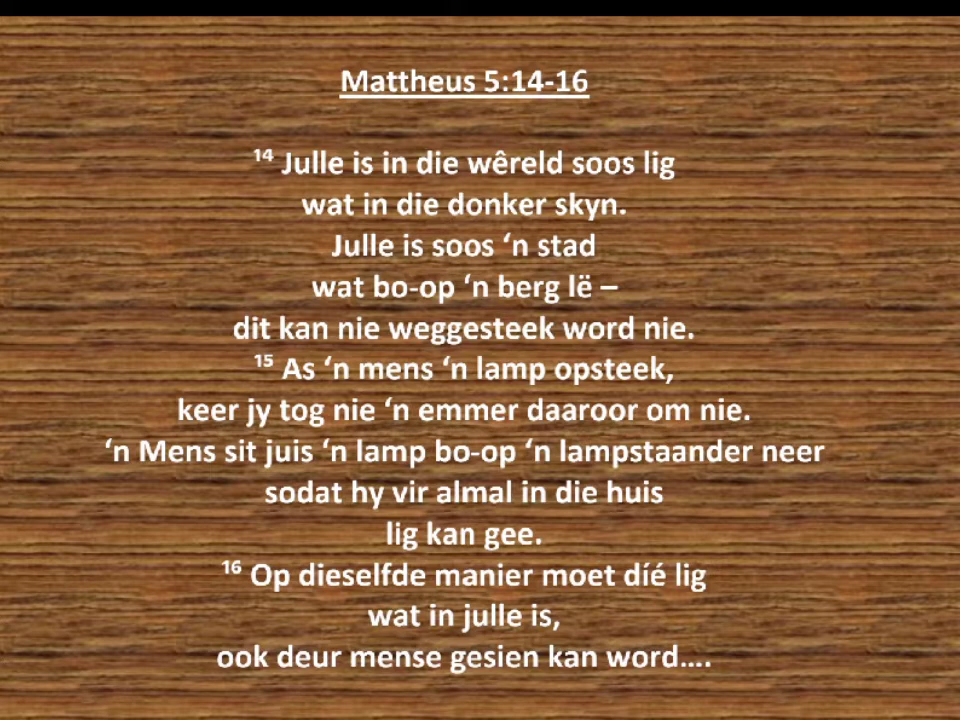 Mattheus 5:14-16
¹⁴ Julle is in die wêreld soos lig
wat in die donker skyn.
Julle is soos ‘n stad
wat bo-op ‘n berg lë –
dit kan nie weggesteek word nie.
¹⁵ As ‘n mens ‘n lamp opsteek,
keer jy tog nie ‘n emmer daaroor om nie.
‘n Mens sit juis ‘n lamp bo-op ‘n lampstaander neer
sodat hy vir almal in die huis
lig kan gee.
¹⁶ Op dieselfde manier moet díé lig
wat in julle is,
ook deur mense gesien kan word….